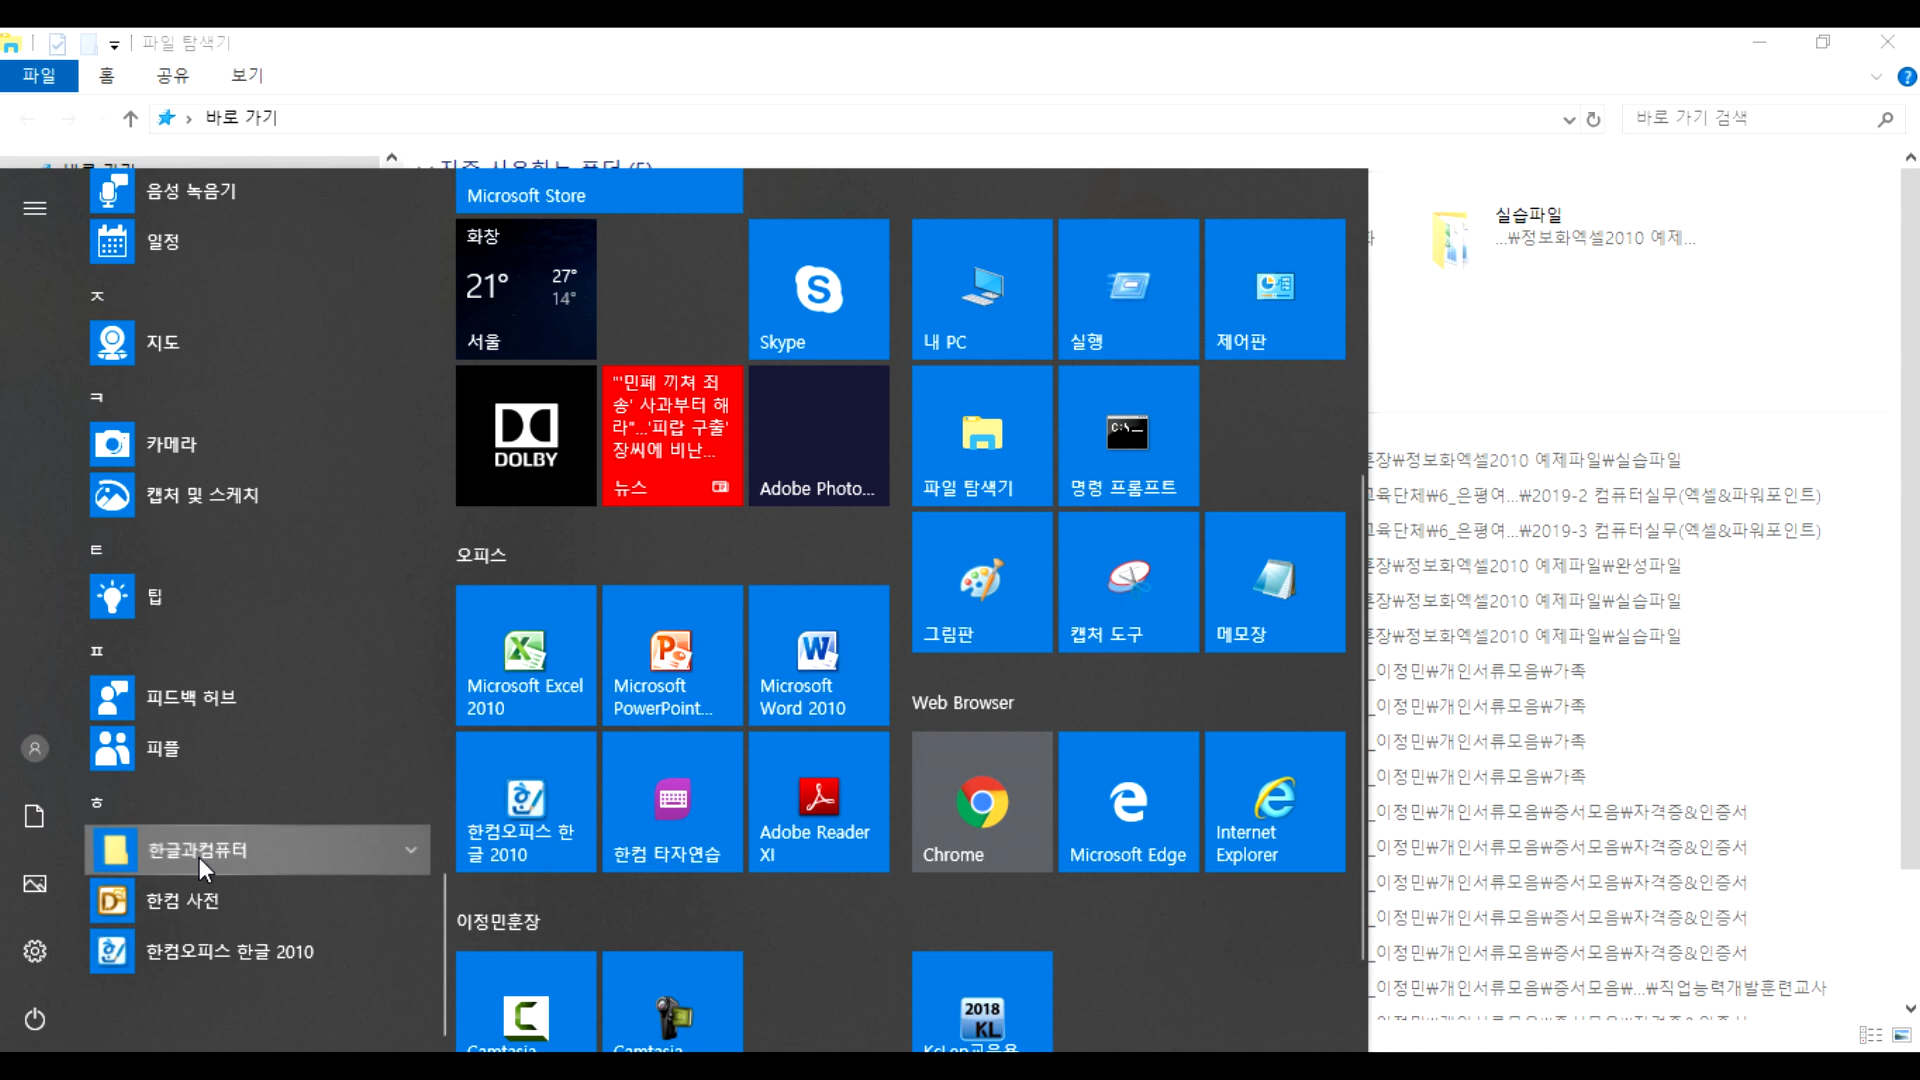 파일 탐색기
파일
홈
공유
보기
바로 가기
바로 가기 검색
음성 녹음기
일정
ㅈ
지도
ㅋ
카메라
캡처 및 스케치
ㅌ
팁
ㅍ
피드백 허브
피플
ㅎ
한글과컴퓨터
한컴 사전
한컴오피스 한글 2010
Microsoft Store
화창
21°
27°
14°
서울
Skype
DOLBY
"'민폐 끼쳐 죄
송' 사과부터 해
라"...'피랍 구출'
장씨에 비난...
뉴스
Adobe Photo...
오피스
Microsoft Excel
2010
Microsoft
PowerPoint...
Microsoft
Word 2010
한컴오피스 한
글 2010
한컴 타자연습
Adobe Reader
XI
이정민훈장
Camtasia
Camtasia
내 PC
실행
제어판
파일 탐색기
C:\
명령 프롬프트
그림판
캡처 도구
메모장
Web Browser
Chrome
Microsoft Edge
Internet
Explorer
2018
KL
실습파일
...₩정보화엑셀2010 예제...
훈장₩정보화엑셀2010 예제파일₩실습파일
교육단체₩6_은평여...₩2019-2 컴퓨터실무(엑셀&파워포인트)
교육단체₩6_은평여...₩2019-3 컴퓨터실무(엑셀&파워포인트)
훈장₩정보화엑셀2010 예제파일₩완성파일
훈장₩정보화엑셀2010 예제파일₩실습파일
훈장₩정보화엑셀2010 예제파일₩실습파일
_이정민₩개인서류모음₩가족
_이정민₩개인서류모음₩가족
_이정민₩개인서류모음₩가족
_이정민₩개인서류모음₩가족
_이정민₩개인서류모음₩증서모음₩자격증&인증서
_이정민₩개인서류모음₩증서모음₩자격증&인증서
_이정민₩개인서류모음₩증서모음₩자격증&인증서
_이정민₩개인서류모음₩증서모음₩자격증&인증서
_이정민₩개인서류모음₩증서모음₩자격증&인증서
_이정민₩개인서류모음₩증서모음₩...₩직업능력개발훈련교사